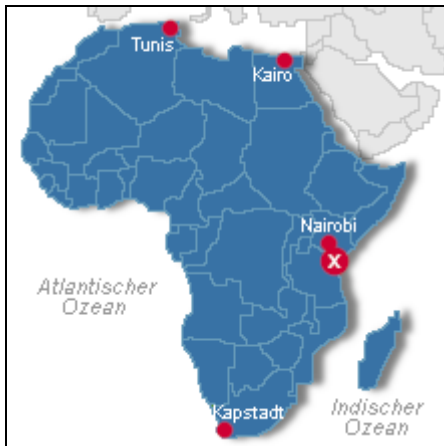 Tunis
Kairo
Nairobi
X
Atlantischer
Ozean
Kapstadt
Indischer
Ozean